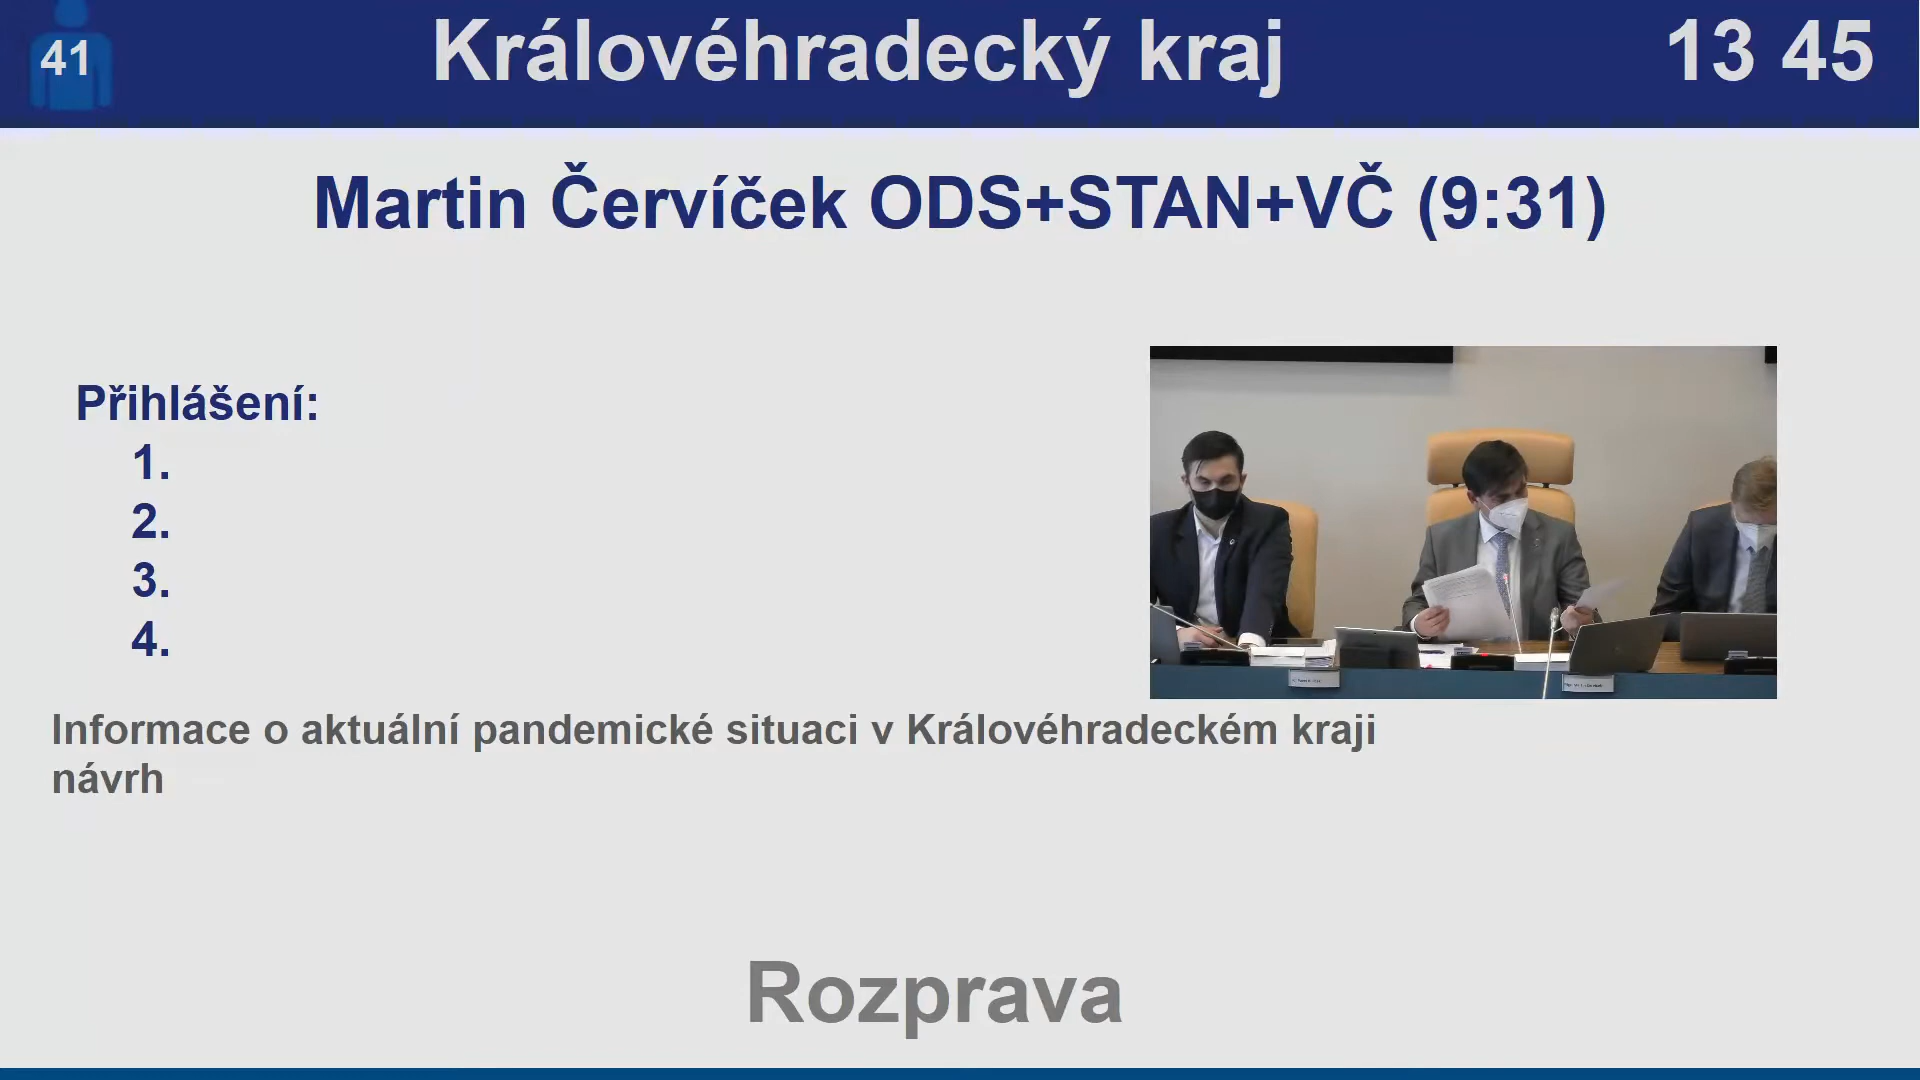 41
Královéhradecký kraj
13 45
Martin Červíček ODS+STAN+VČ (9:31)
Přihlášení:
1.
2.
3.
4.
Informace o aktuální pandemické situaci v Královéhradeckém kraji
návrh
Rozprava